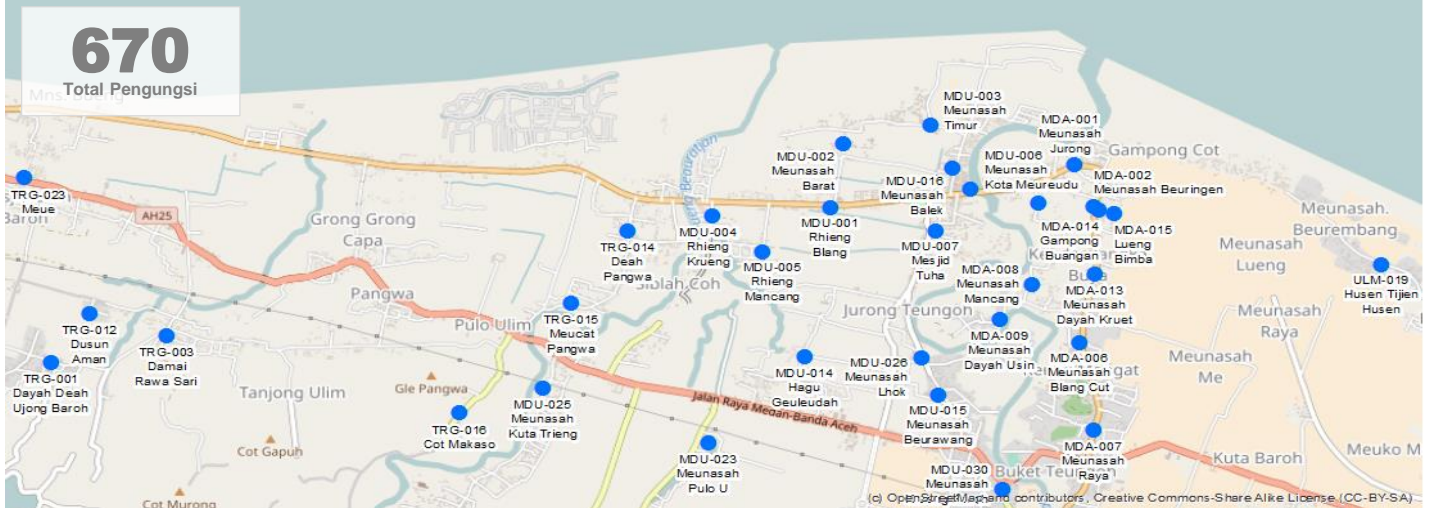 670
Total Pengungsi
TRG-023
Meue
AH25
Grong Grong
Capa
Pangwa
TRG-012
Dusun
Aman
TRG-001
Dayah Deah
Ujong Baroh
TRG-003
Damai
Rawa Sari
Tanjong Ulim
Cot Gapuh
Cot Murong
Gle Pangwa
Pulo Ulim
TRG-014
Deah
Pangwa
TRG-015
Meucat
Pangwa
TRG-016
Cot Makaso
MDU-025
Meunasah
Kuta Trieng
MDU-004
Rhieng
Krueng
Siblah Coh
MDU-005
Rhieng
Mancang
MDU-002
Meunasah
Barat
MDU-001
Rhieng
Blang
MDU-003
Meunasah
Timur
MDU-016
Meunasah
Balek
MDU-006
Meunasah
Kota Meureudu
MDU-007
Mesjid
Tuha
MDA-001
Meunasah
Jurong
Gampong Cot
MDA-002
Meunasah Beuringen
MDA-014
Gampong
Buangan
MDA-015
Lueng
Bimba
MDA-008
Meunasah
Mancang
MDA-013
Meunasah
Dayah Kruet
Jurong Teungoh
MDA-009
Meunasah
Dayah Usin
MDA-006
Meunasah
Blang Cut
MDU-014
Hagu
Geuleudah
MDU-026
Meunasah
Lhok
MDU-015
Meunasah
Beurawang
Jalan Raya Medan-Banda Aceh
MDU-023
Meunasah
Pulo U
MDU-030
Meunasah
Buket Teungoh
MDA-007
Meunasah
Raya
Meunasah.
Beurembang
Meunasah
Lueng
ULM-019
Husen Tijien
Husen
Meunasah
Raya
Meunasah
Me
Kuta Baroh
Meuko M
(c) OpenStreetMap and contributors, Creative Commons-Share Alike License (CC-BY-SA)